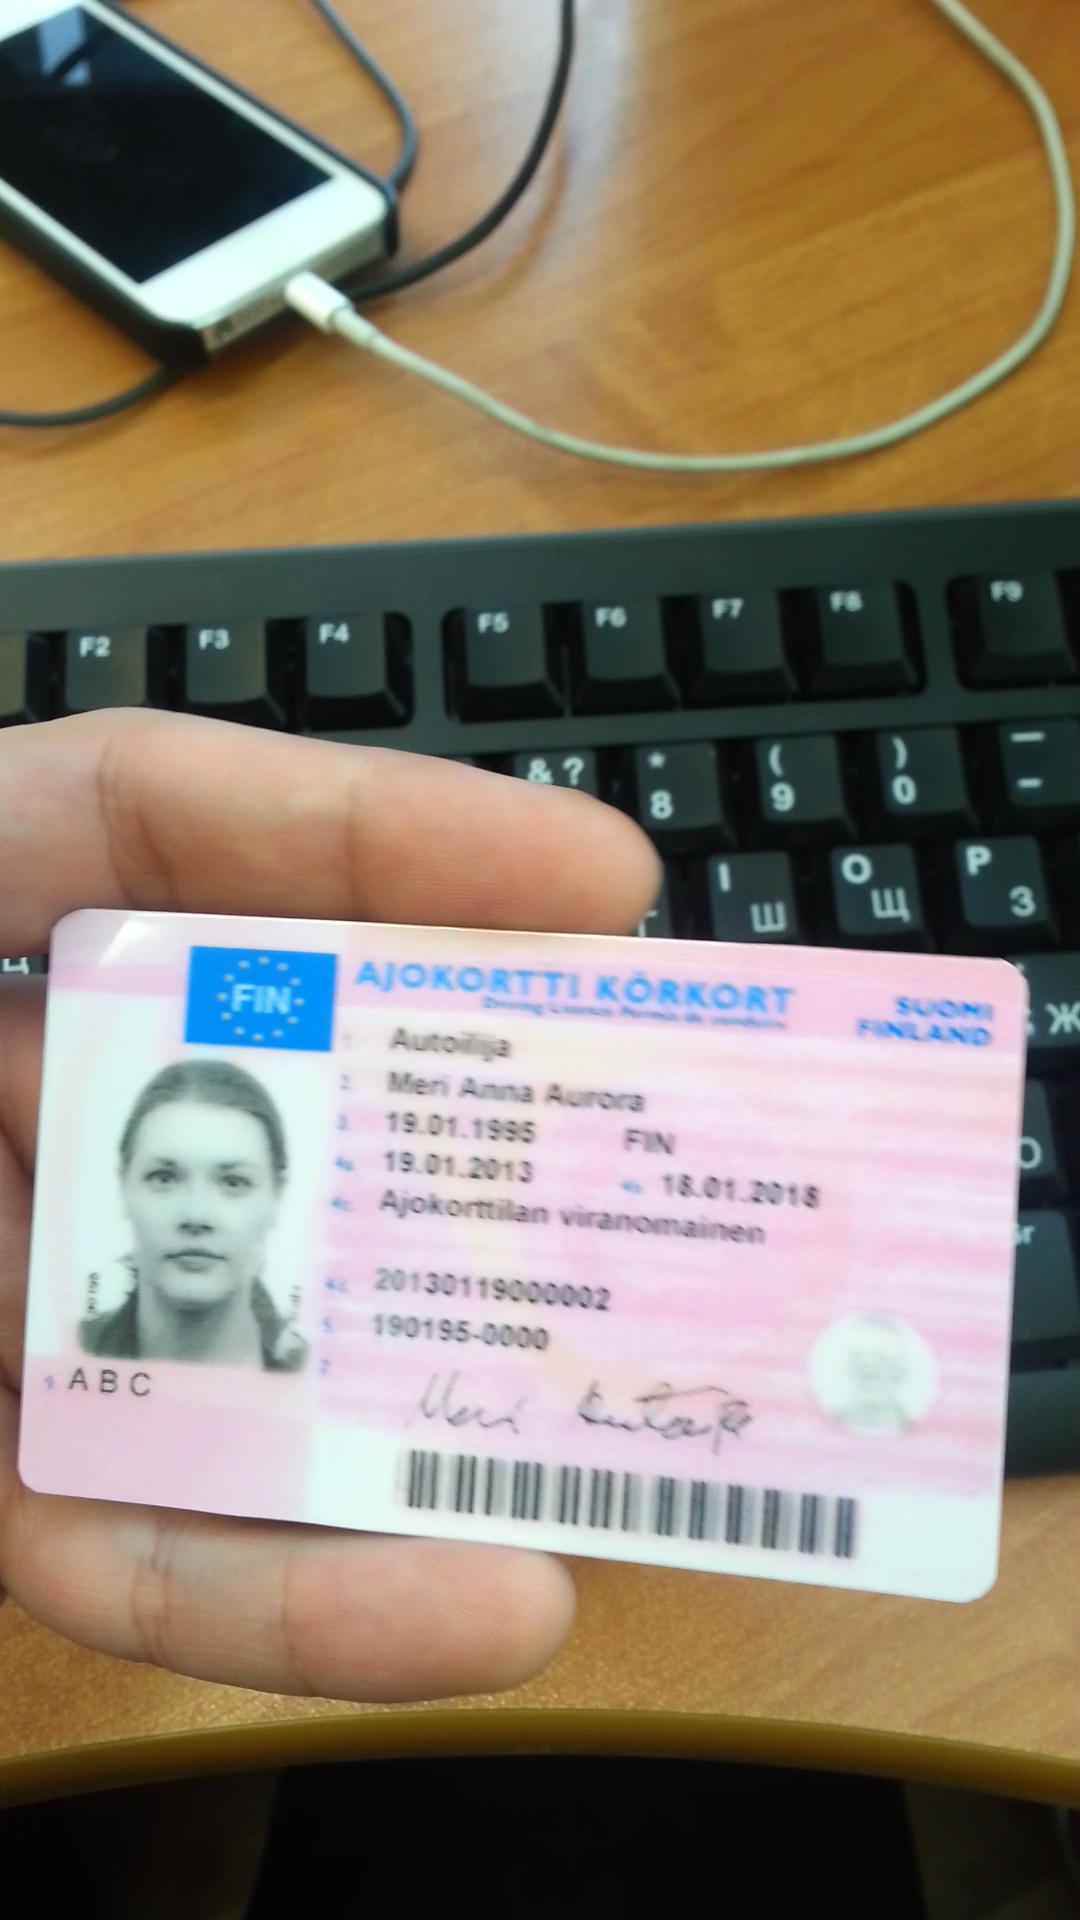 F2 F3 F4 F5 F6 F7 F8 F9
& ? * 8 ( 9 ) 0
I Ш O Щ P З
Ж
FIN
AJOKORTTI KÖRKORT
Driving Licence Permis de conduire
SUOMI
FINLAND
1. Autoilija
2. Meri Anna Aurora
3. 19.01.1995 FIN
4a. 19.01.2013 4b. 18.01.2018
4c. Ajokorttilan viranomainen
4d. 20130119000002
5. 190195-0000
7. Meri Autoilija
9. A B C